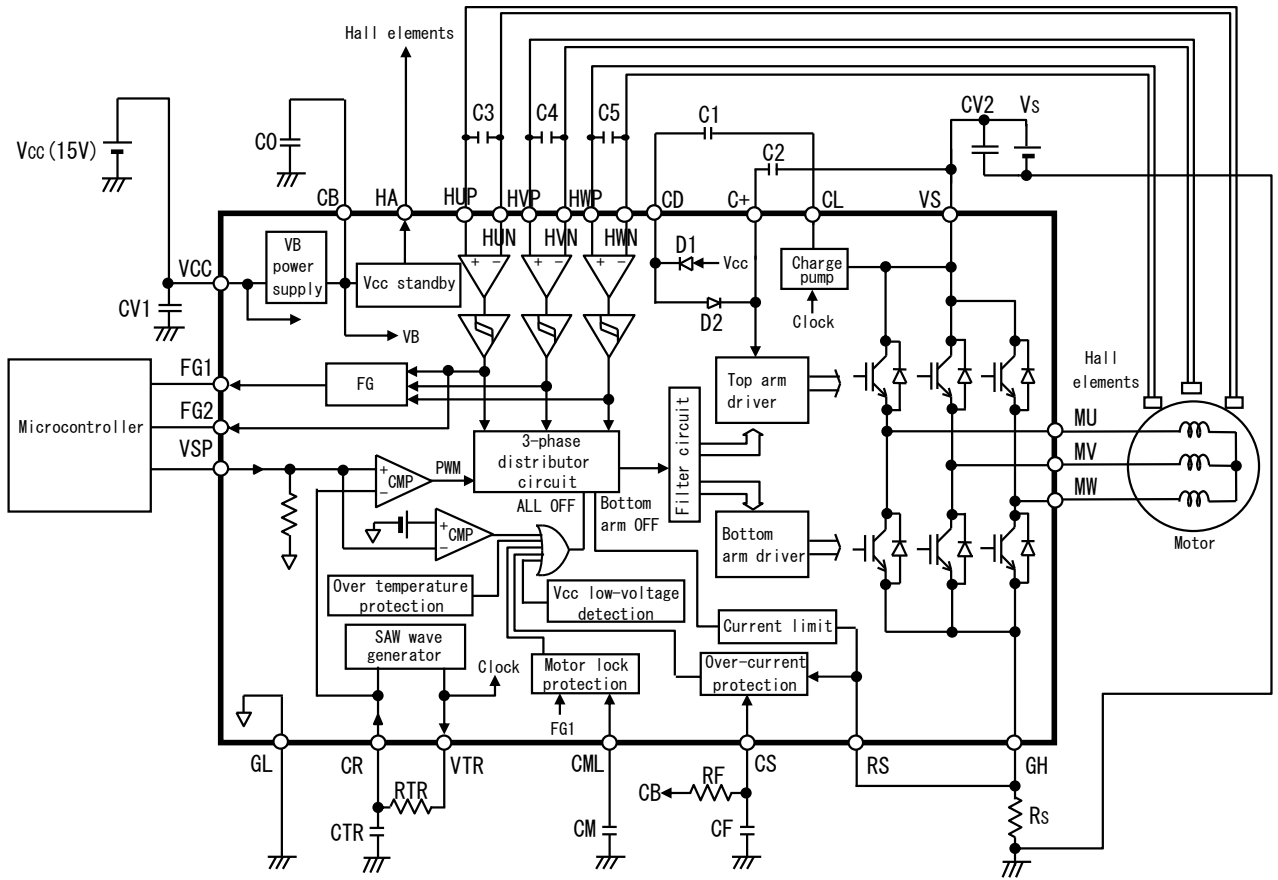 Hall elements
C3
C4
C5
C1
CV2
Vs
Vcc (15V)
C0
C2
CB
HA
HUP
HVP
HWP
CD
C+
CL
VS
HUN
HVN
HWN
VB
power
supply
VCC
Vcc standby
+ −
+ −
+ −
D1
Vcc
Charge
pump
CV1
D2
Clock
VB
FG1
FG
Top arm
driver
Hall
elements
Microcontroller
FG2
Filter circuit
MU
VSP
3-phase
distributor
circuit
+
−
CMP
PWM
MV
MW
ALL OFF
Bottom
arm OFF
+
−
CMP
Bottom
arm driver
Motor
Over temperature
protection
Vcc low-voltage
detection
Current limit
SAW wave
generator
Clock
Motor lock
protection
Over-current
protection
FG1
GL
CR
VTR
CML
CS
RS
GH
RTR
CB
RF
CTR
CM
CF
Rs